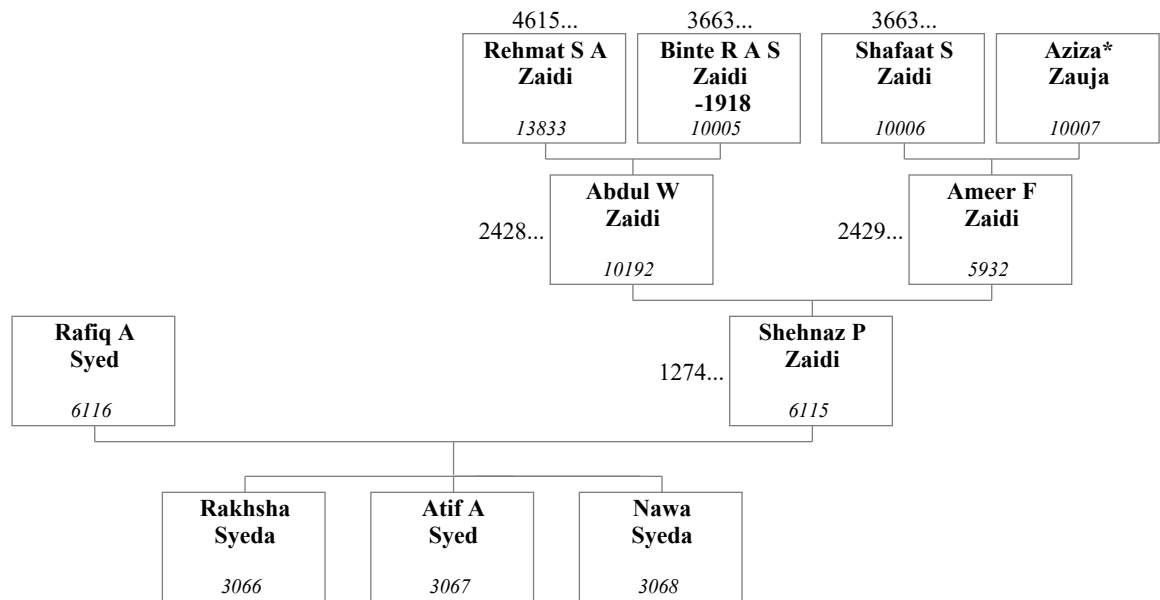 4615...
3663...
3663...
Rehmat S A
Zaidi
13833
Binte R A S
Zaidi
-1918
10005
Shafaat S
Zaidi
10006
Aziza*
Zauja
10007
2428...
Abdul W
Zaidi
10192
2429...
Ameer F
Zaidi
5932
Rafiq A
Syed
6116
1274...
Shehnaz P
Zaidi
6115
Rakhsha
Syeda
3066
Atif A
Syed
3067
Nawa
Syeda
3068